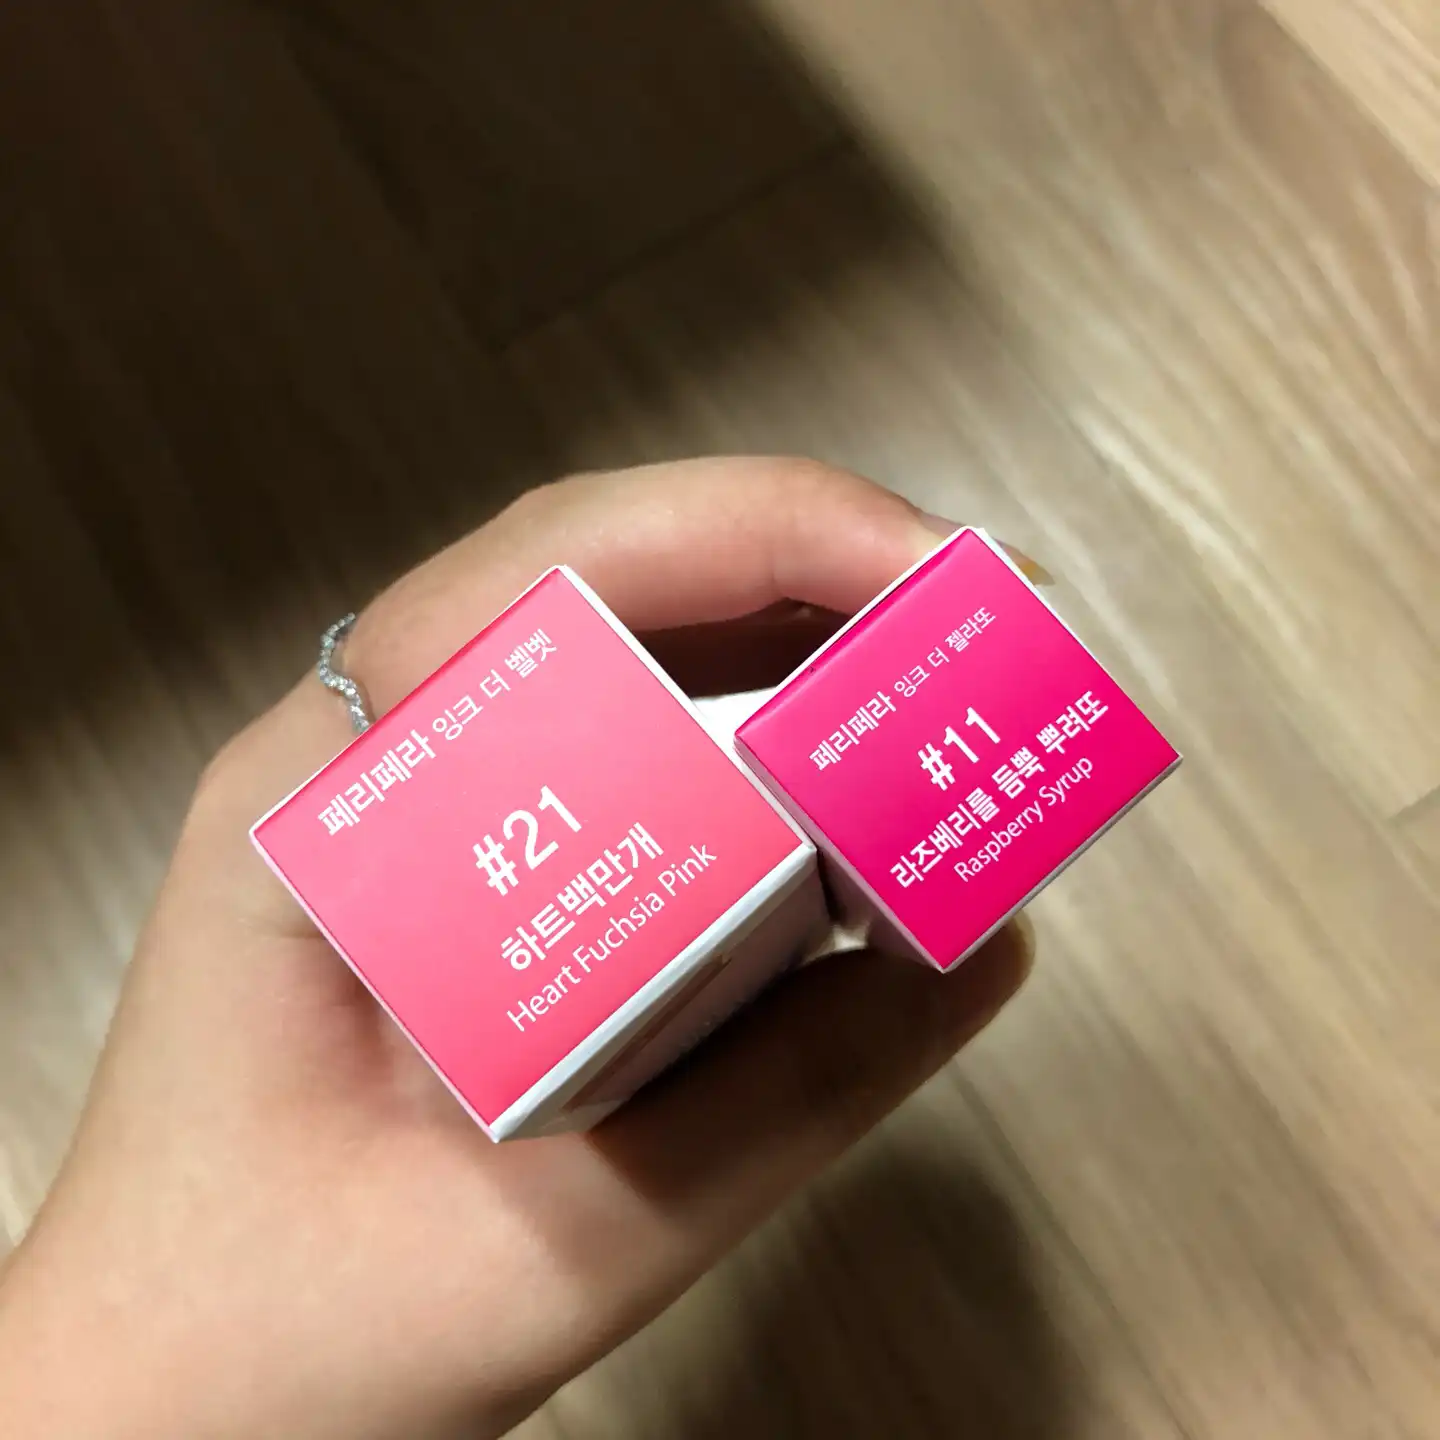 페리페라 잉크 더 벨벳
#21
하트백만개
Heart Fuchsia Pink
페리페라 잉크 더 젤라또
#11
라즈베리를 듬뿍 뿌려또
Raspberry Syrup